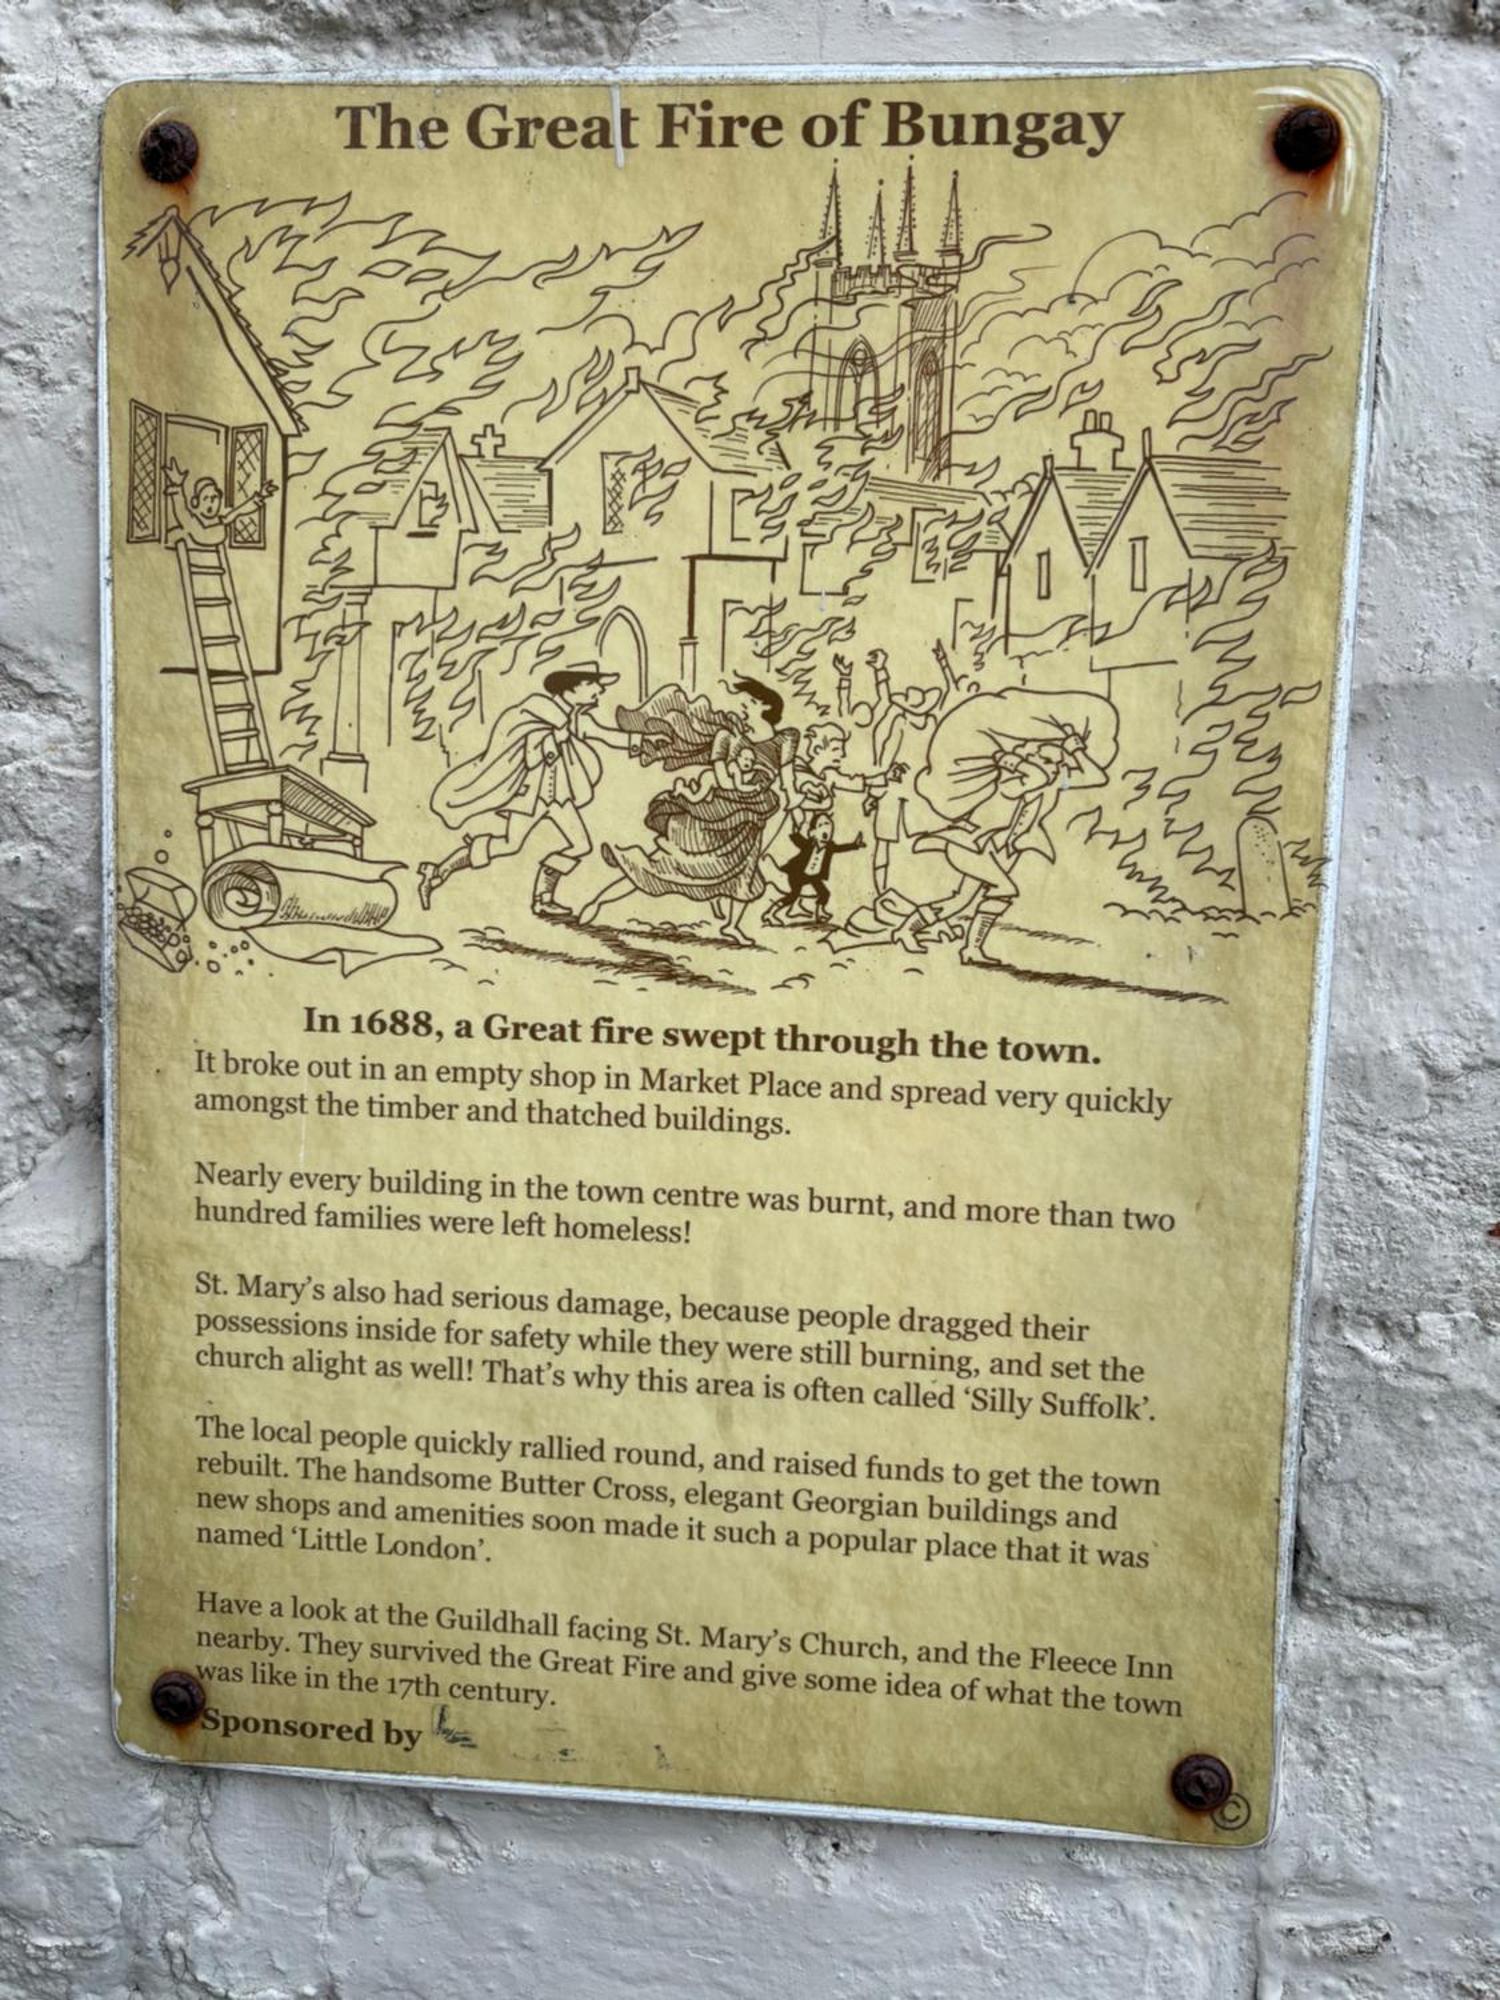 The Great Fire of Bungay
In 1688, a Great fire swept through the town.
It broke out in an empty shop in Market Place and spread very quickly
amongst the timber and thatched buildings.
Nearly every building in the town centre was burnt, and more than two
hundred families were left homeless!
St. Mary's also had serious damage, because people dragged their
possessions inside for safety while they were still burning, and set the
church alight as well! That's why this area is often called ‘Silly Suffolk’.
The local people quickly rallied round, and raised funds to get the town
rebuilt. The handsome Butter Cross, elegant Georgian buildings and
new shops and amenities soon made it such a popular place that it was
named ‘Little London’.
Have a look at the Guildhall facing St. Mary's Church, and the Fleece Inn
nearby. They survived the Great Fire and give some idea of what the town
was like in the 17th century.
Sponsored by
©